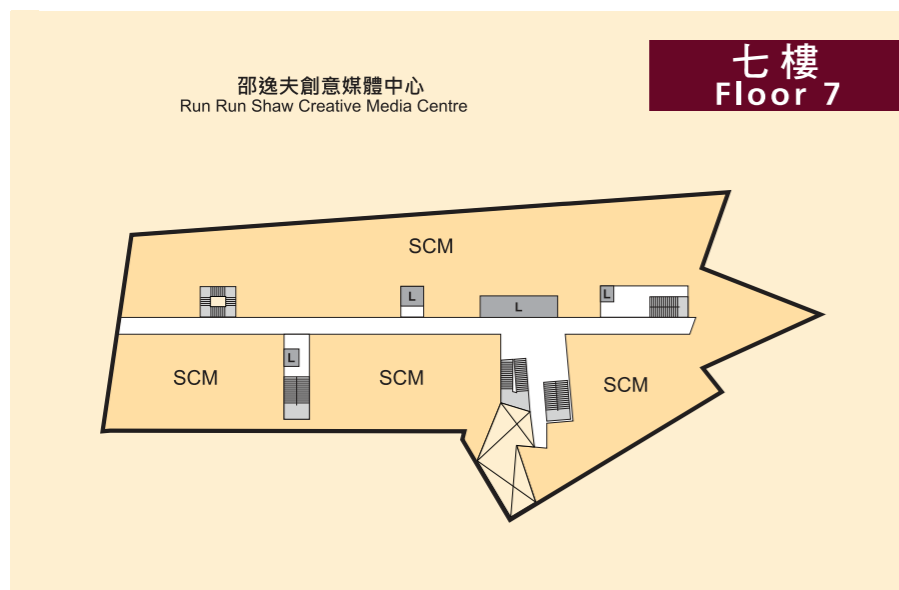 七樓
Floor 7
邵逸夫創意媒體中心
Run Run Shaw Creative Media Centre
SCM
L
L
L
L
SCM
SCM
SCM